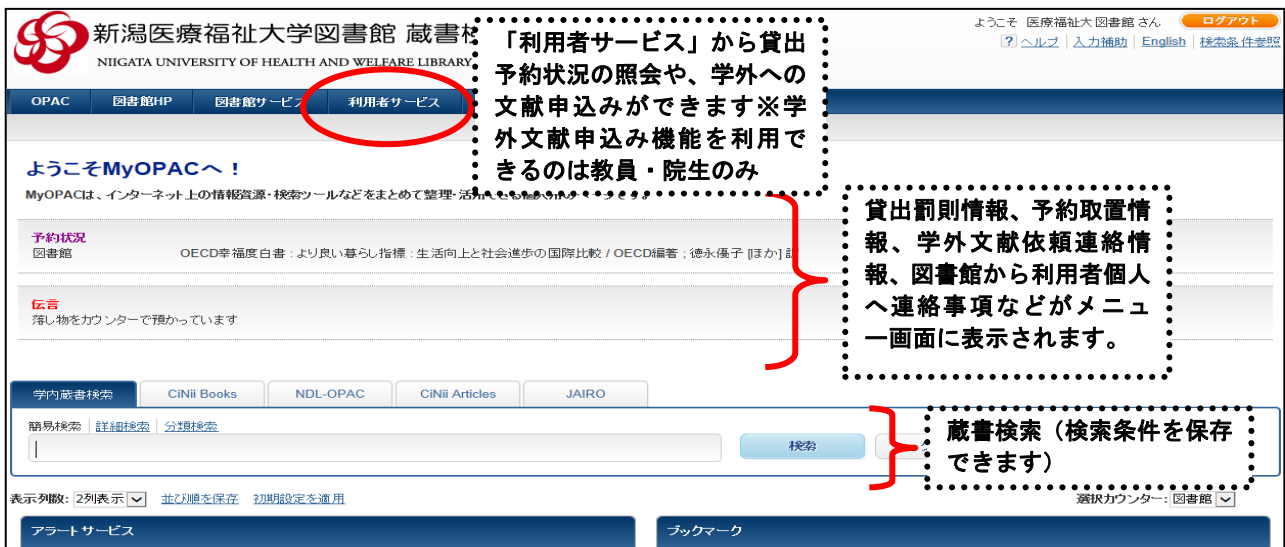 新潟医療福祉大学図書館 蔵書検
NIIGATA UNIVERSITY OF HEALTH AND WELFARE LIBRARY
ようこそ 医療福祉大図書館さん ログアウト
? ヘルプ | 入力補助 | English | 検索条件参照
OPAC 図書館HP 図書館サービス 利用者サービス
「利用者サービス」から貸出
予約状況の照会や、学外への
文献申込みができます※学
外文献申込み機能を利用で
きるのは教員・院生のみ
ようこそMyOPACへ！
MyOPACは、インターネット上の情報資源・検索ツールなどをまとめて整理・活用
予約状況
図書館 OECD幸福度白書 : より良い暮らし指標 : 生活向上と社会進歩の国際比較 / OECD編著 ; 徳永優子 [ほか] 訳
伝言
落し物をカウンターで預かっています
貸出罰則情報、予約取置情
報、学外文献依頼連絡情
報、図書館から利用者個人
へ連絡事項などがメニュ
ー画面に表示されます。
学内蔵書検索 CiNii Books NDL-OPAC CiNii Articles JAIRO
簡易検索 | 詳細検索 | 分類検索
検索
蔵書検索（検索条件を保存
できます）
表示列数: 2列表示 並び順を保存 初期設定を適用
選択カウンター: 図書館
アラートサービス
ブックマーク